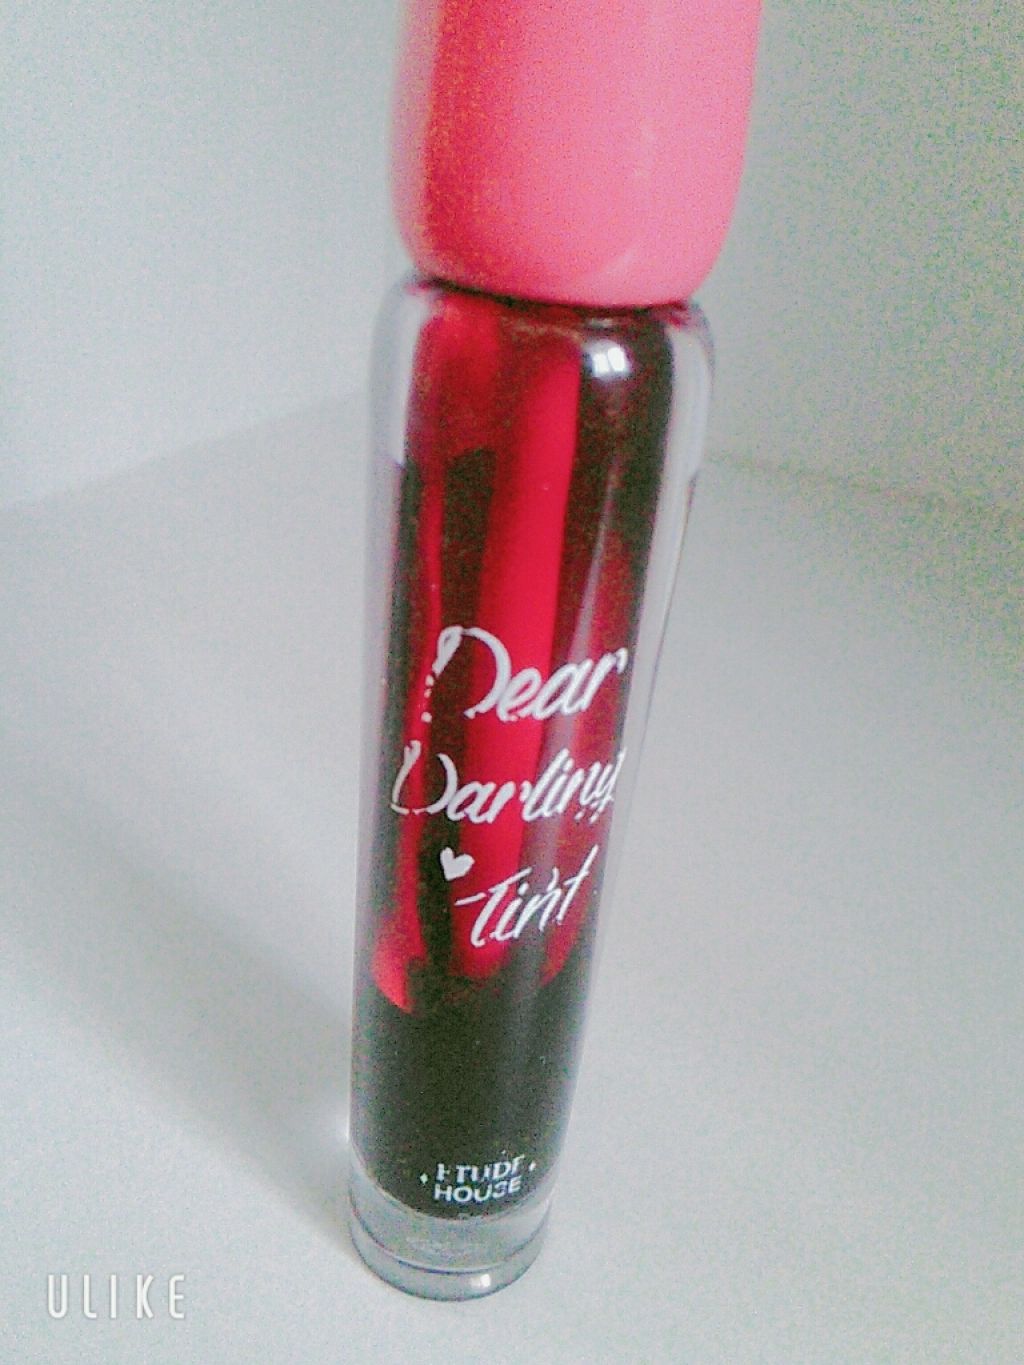 Dear
Darling
Tint
ETUDE
HOUSE
ULIKE